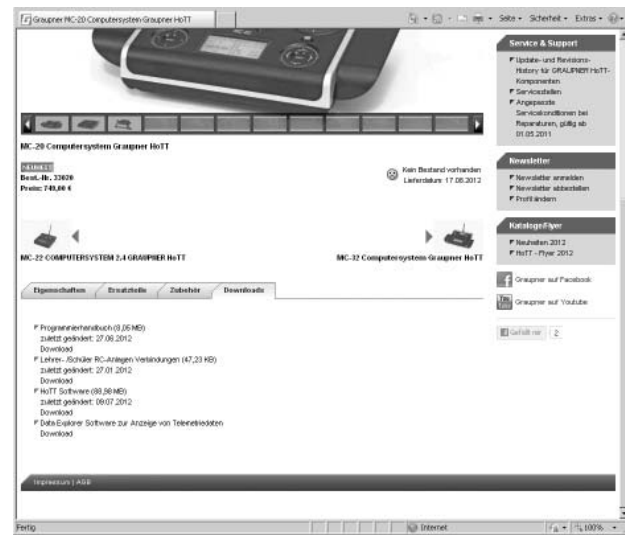 Graupner MC-20 Computersystem Graupner HoTT
Seite
Sicherheit
Extras
MC-20 Computersystem Graupner HoTT
NEUHEIT
Best.-Nr. 33020
Preis: 749,00 €
Kein Bestand vorhanden
Lieferdatum: 17.08.2012
MC-22 COMPUTERSYSTEM 2.4 GRAUPNER HoTT
MC-32 Computersystem Graupner HoTT
Eigenschaften
Ersatzteile
Zubehör
Downloads
Programmierhandbuch (8,05 MB)
zuletzt geändert: 27.06.2012
Download
Lehrer- /Schüler RC-Anlagen Verbindungen (47,23 KB)
zuletzt geändert: 27.01.2012
Download
HoTT Software (88,98 MB)
zuletzt geändert: 09.07.2012
Download
Data Explorer Software zur Anzeige von Telemetriedaten
Download
Impressum | AGB
Service & Support
Update- und Revisions-
History für GRAUPNER HoTT-
Komponenten
Servicestellen
Angepasste
Servicekonditionen bei
Reparaturen, gültig ab
01.05.2011
Newsletter
Newsletter anmelden
Newsletter abbestellen
Profil ändern
Kataloge/Flyer
Neuheiten 2012
HoTT - Flyer 2012
Graupner auf Facebook
Graupner auf Youtube
Gefällt mir
2
Fertig
Internet
100%